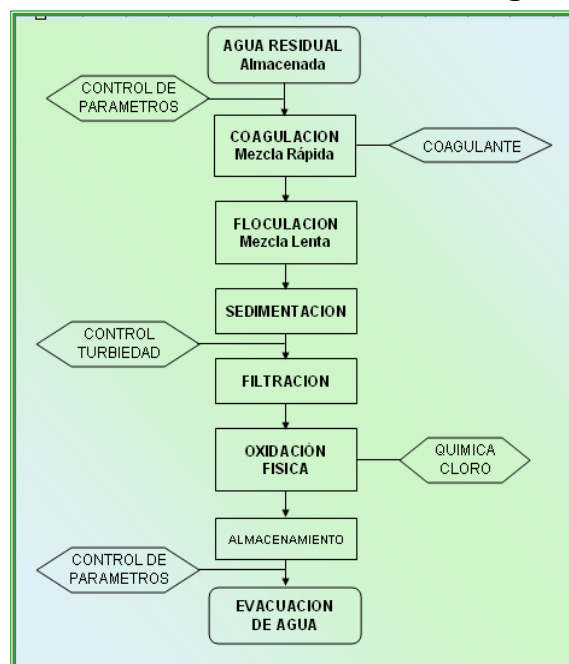 AGUA RESIDUAL
Almacenada
CONTROL DE
PARAMETROS
COAGULACION
Mezcla Rápida
COAGULANTE
FLOCULACION
Mezcla Lenta
SEDIMENTACION
CONTROL
TURBIEDAD
FILTRACION
OXIDACIÓN
FISICA
QUIMICA
CLORO
ALMACENAMIENTO
CONTROL DE
PARAMETROS
EVACUACION
DE AGUA